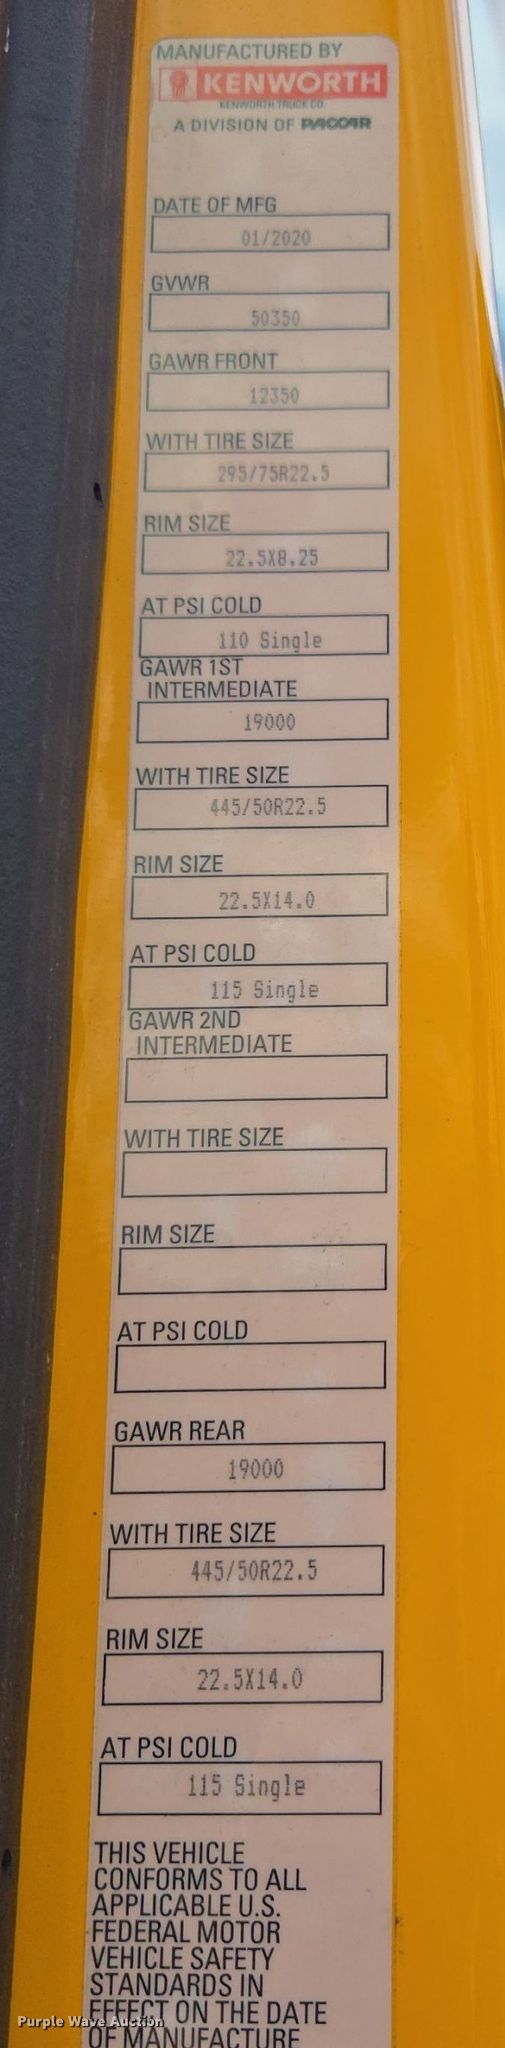 MANUFACTURED BY
KENWORTH
KENWORTH TRUCK CO.
A DIVISION OF PACCAR
DATE OF MFG
01/2020
GVWR
50350
GAWR FRONT
12350
WITH TIRE SIZE
295/75R22.5
RIM SIZE
22.5X8.25
AT PSI COLD
110 Single
GAWR 1ST
INTERMEDIATE
19000
WITH TIRE SIZE
445/50R22.5
RIM SIZE
22.5X14.0
AT PSI COLD
115 Single
GAWR 2ND
INTERMEDIATE
WITH TIRE SIZE
RIM SIZE
AT PSI COLD
GAWR REAR
19000
WITH TIRE SIZE
445/50R22.5
RIM SIZE
22.5X14.0
AT PSI COLD
115 Single
THIS VEHICLE
CONFORMS TO ALL
APPLICABLE U.S.
FEDERAL MOTOR
VEHICLE SAFETY
STANDARDS IN
EFFECT ON THE DATE
OF MANUFACTURE
Purple Wave Auction